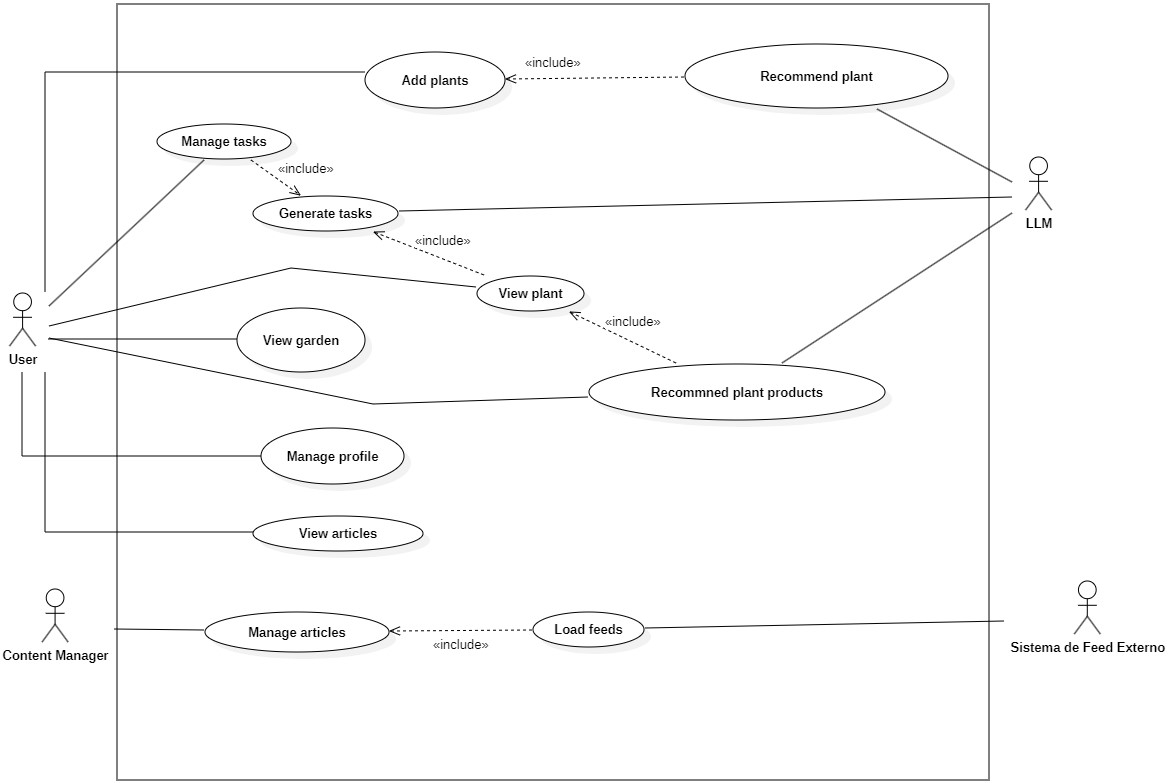 «include»
Add plants
Recommend plant
Manage tasks
«include»
Generate tasks
LLM
«include»
View plant
«include»
View garden
User
Recommned plant products
Manage profile
View articles
Manage articles
Load feeds
«include»
Content Manager
Sistema de Feed Externo